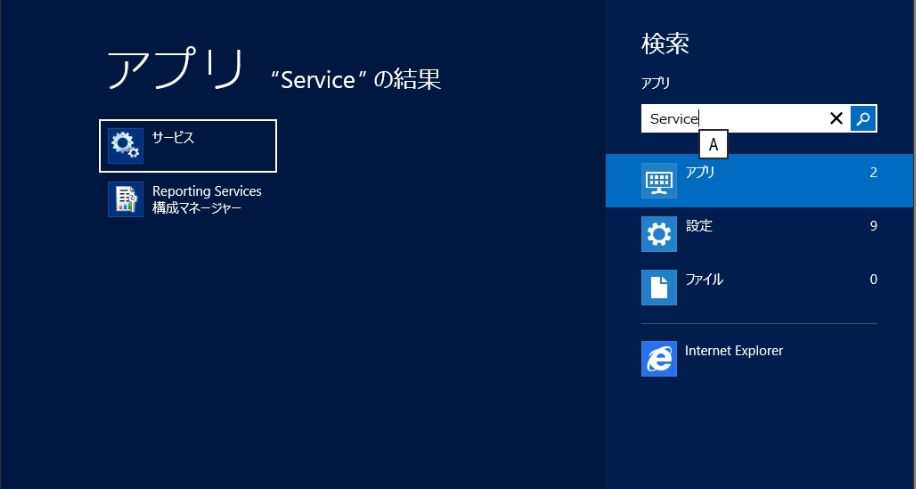 アプリ “Service” の結果
サービス
Reporting Services
構成マネージャー
検索
アプリ
Service
A
アプリ 2
設定 9
ファイル 0
Internet Explorer